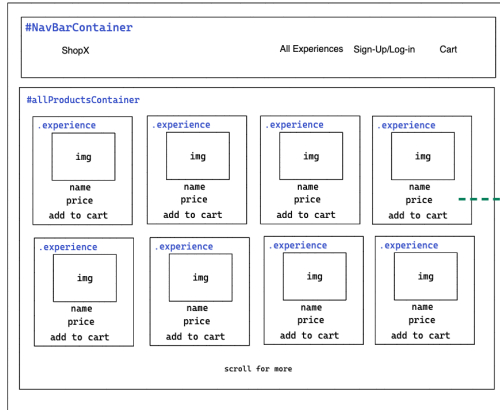 #NavBarContainer
ShopX All Experiences Sign-Up/Log-in Cart
#allProductsContainer
.experience .experience .experience .experience
img img img img
name name name name
price price price price
add to cart add to cart add to cart add to cart
.experience .experience .experience .experience
img img img img
name name name name
price price price price
add to cart add to cart add to cart add to cart
scroll for more